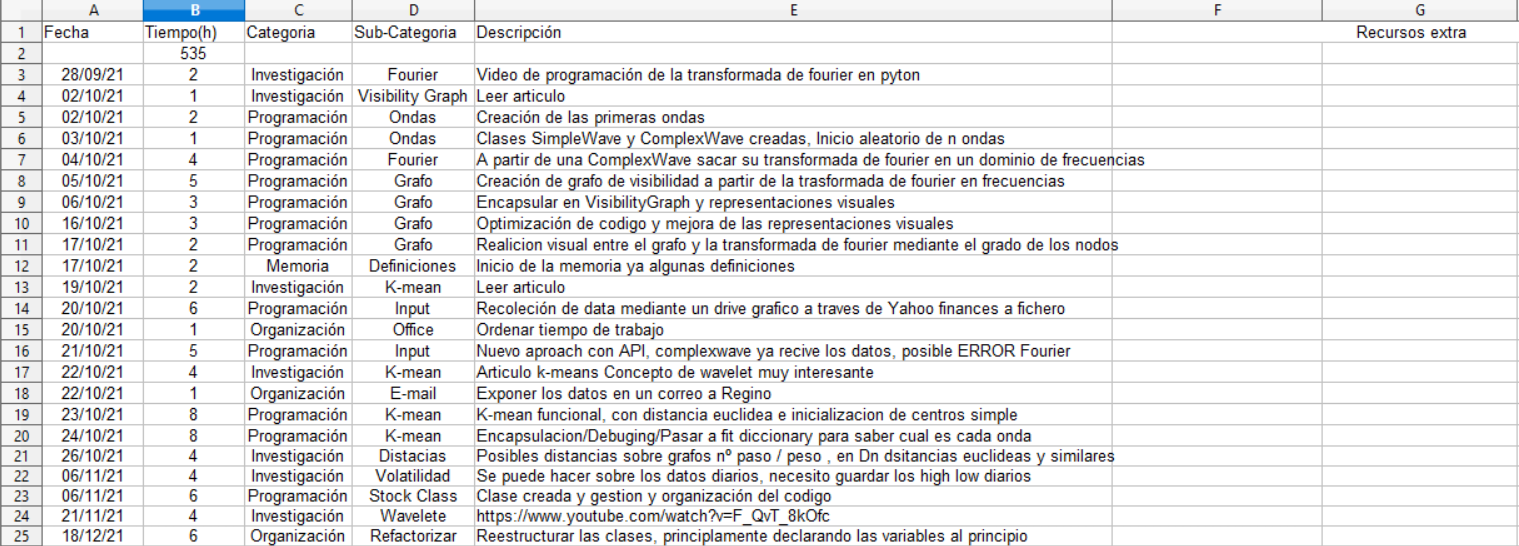 A B C D E F G
1 Fecha Tiempo(h) Categoria Sub-Categoria Descripción Recursos extra
2 535
3 28/09/21 2 Investigación Fourier Video de programación de la transformada de fourier en pyton
4 02/10/21 1 Investigación Visibility Graph Leer articulo
5 02/10/21 2 Programación Ondas Creación de las primeras ondas
6 03/10/21 1 Programación Ondas Clases SimpleWave y ComplexWave creadas, Inicio aleatorio de n ondas
7 04/10/21 4 Programación Fourier A partir de una ComplexWave sacar su transformada de fourier en un dominio de frecuencias
8 05/10/21 5 Programación Grafo Creación de grafo de visibilidad a partir de la trasformada de fourier en frecuencias
9 06/10/21 3 Programación Grafo Encapsular en VisibilityGraph y representaciones visuales
10 16/10/21 3 Programación Grafo Optimización de codigo y mejora de las representaciones visuales
11 17/10/21 2 Programación Grafo Realicion visual entre el grafo y la transformada de fourier mediante el grado de los nodos
12 17/10/21 2 Memoria Definiciones Inicio de la memoria ya algunas definiciones
13 19/10/21 2 Investigación K-mean Leer articulo
14 20/10/21 6 Programación Input Recoleción de data mediante un drive grafico a traves de Yahoo finances a fichero
15 20/10/21 1 Organización Office Ordenar tiempo de trabajo
16 21/10/21 5 Programación Input Nuevo aproach con API, complexwave ya recive los datos, posible ERROR Fourier
17 22/10/21 4 Investigación K-mean Articulo k-means Concepto de wavelet muy interesante
18 22/10/21 1 Organización E-mail Exponer los datos en un correo a Regino
19 23/10/21 8 Programación K-mean K-mean funcional, con distancia euclidea e inicializacion de centros simple
20 24/10/21 8 Programación K-mean Encapsulacion/Debuging/Pasar a fit diccionary para saber cual es cada onda
21 26/10/21 4 Investigación Distacias Posibles distancias sobre grafos nº paso / peso , en Dn dsitancias euclideas y similares
22 06/11/21 4 Investigación Volatilidad Se puede hacer sobre los datos diarios, necesito guardar los high low diarios
23 06/11/21 6 Programación Stock Class Clase creada y gestion y organización del codigo
24 21/11/21 4 Investigación Wavelete https://www.youtube.com/watch?v=F_QvT_8kOfc
25 18/12/21 6 Organización Refactorizar Reestructurar las clases, principlamente declarando las variables al principio